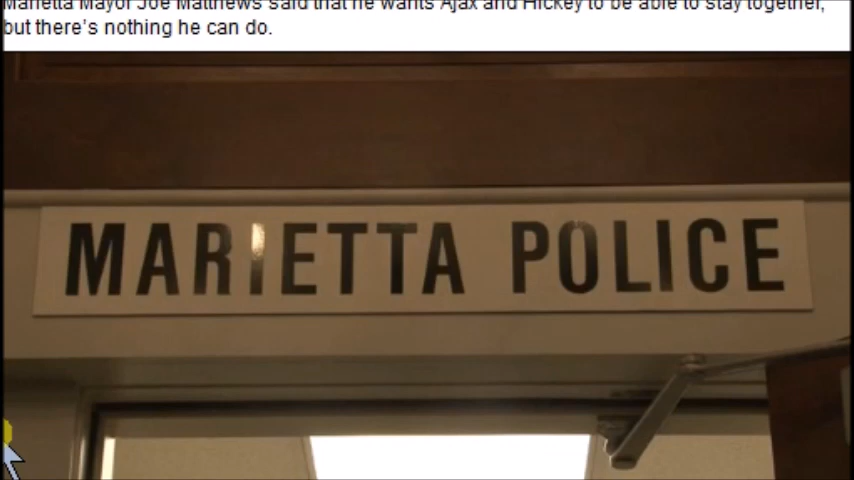 Marietta Mayor Joe Matthews said that he wants Ajax and Hickey to be able to stay together,
but there's nothing he can do.
MARIETTA POLICE